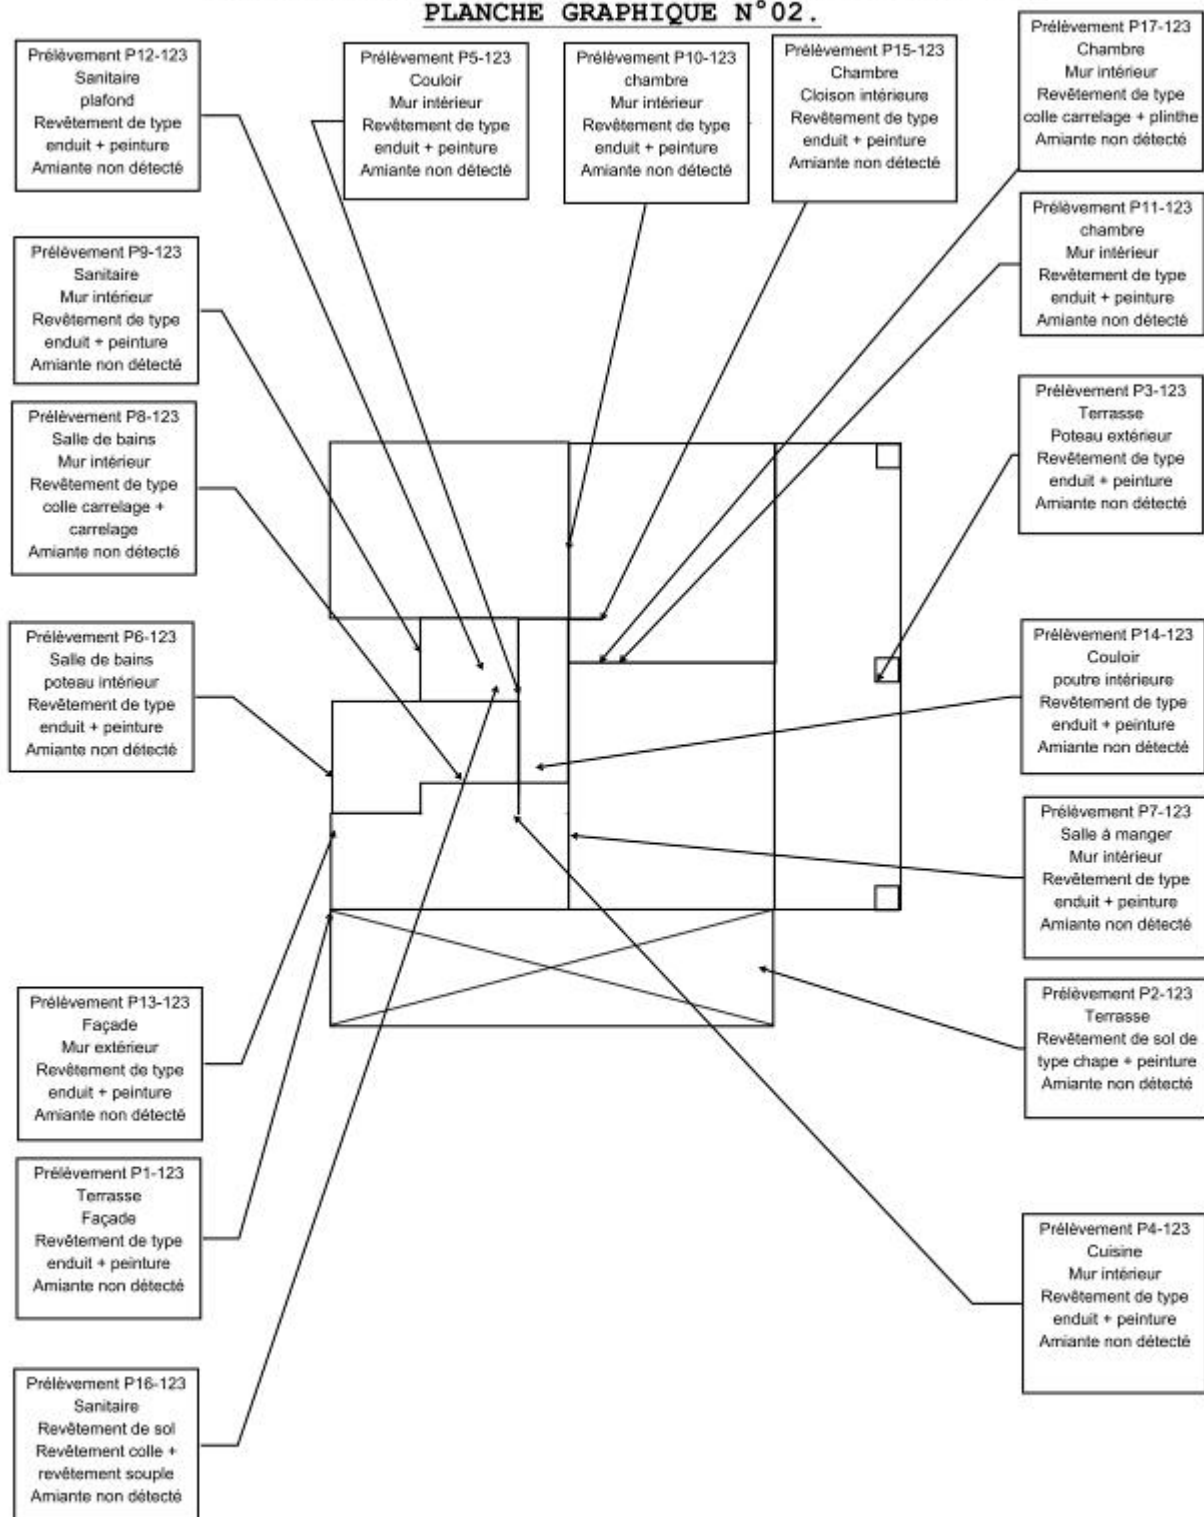 PLANCHE GRAPHIQUE N°02.
Prélèvement P12-123
Sanitaire
plafond
Revêtement de type
enduit + peinture
Amiante non détecté
Prélèvement P5-123
Couloir
Mur intérieur
Revêtement de type
enduit + peinture
Amiante non détecté
Prélèvement P10-123
chambre
Mur intérieur
Revêtement de type
enduit + peinture
Amiante non détecté
Prélèvement P15-123
Chambre
Cloison intérieure
Revêtement de type
enduit + peinture
Amiante non détecté
Prélèvement P17-123
Chambre
Mur intérieur
Revêtement de type
colle carrelage + plinthe
Amiante non détecté
Prélèvement P9-123
Sanitaire
Mur intérieur
Revêtement de type
enduit + peinture
Amiante non détecté
Prélèvement P11-123
chambre
Mur intérieur
Revêtement de type
enduit + peinture
Amiante non détecté
Prélèvement P8-123
Salle de bains
Mur intérieur
Revêtement de type
colle carrelage +
carrelage
Amiante non détecté
Prélèvement P3-123
Terrasse
Poteau extérieur
Revêtement de type
enduit + peinture
Amiante non détecté
Prélèvement P6-123
Salle de bains
poteau intérieur
Revêtement de type
enduit + peinture
Amiante non détecté
Prélèvement P14-123
Couloir
poutre intérieure
Revêtement de type
enduit + peinture
Amiante non détecté
Prélèvement P7-123
Salle à manger
Mur intérieur
Revêtement de type
enduit + peinture
Amiante non détecté
Prélèvement P13-123
Façade
Mur extérieur
Revêtement de type
enduit + peinture
Amiante non détecté
Prélèvement P2-123
Terrasse
Revêtement de sol de
type chape + peinture
Amiante non détecté
Prélèvement P1-123
Terrasse
Façade
Revêtement de type
enduit + peinture
Amiante non détecté
Prélèvement P4-123
Cuisine
Mur intérieur
Revêtement de type
enduit + peinture
Amiante non détecté
Prélèvement P16-123
Sanitaire
Revêtement de sol
Revêtement colle +
revêtement souple
Amiante non détecté